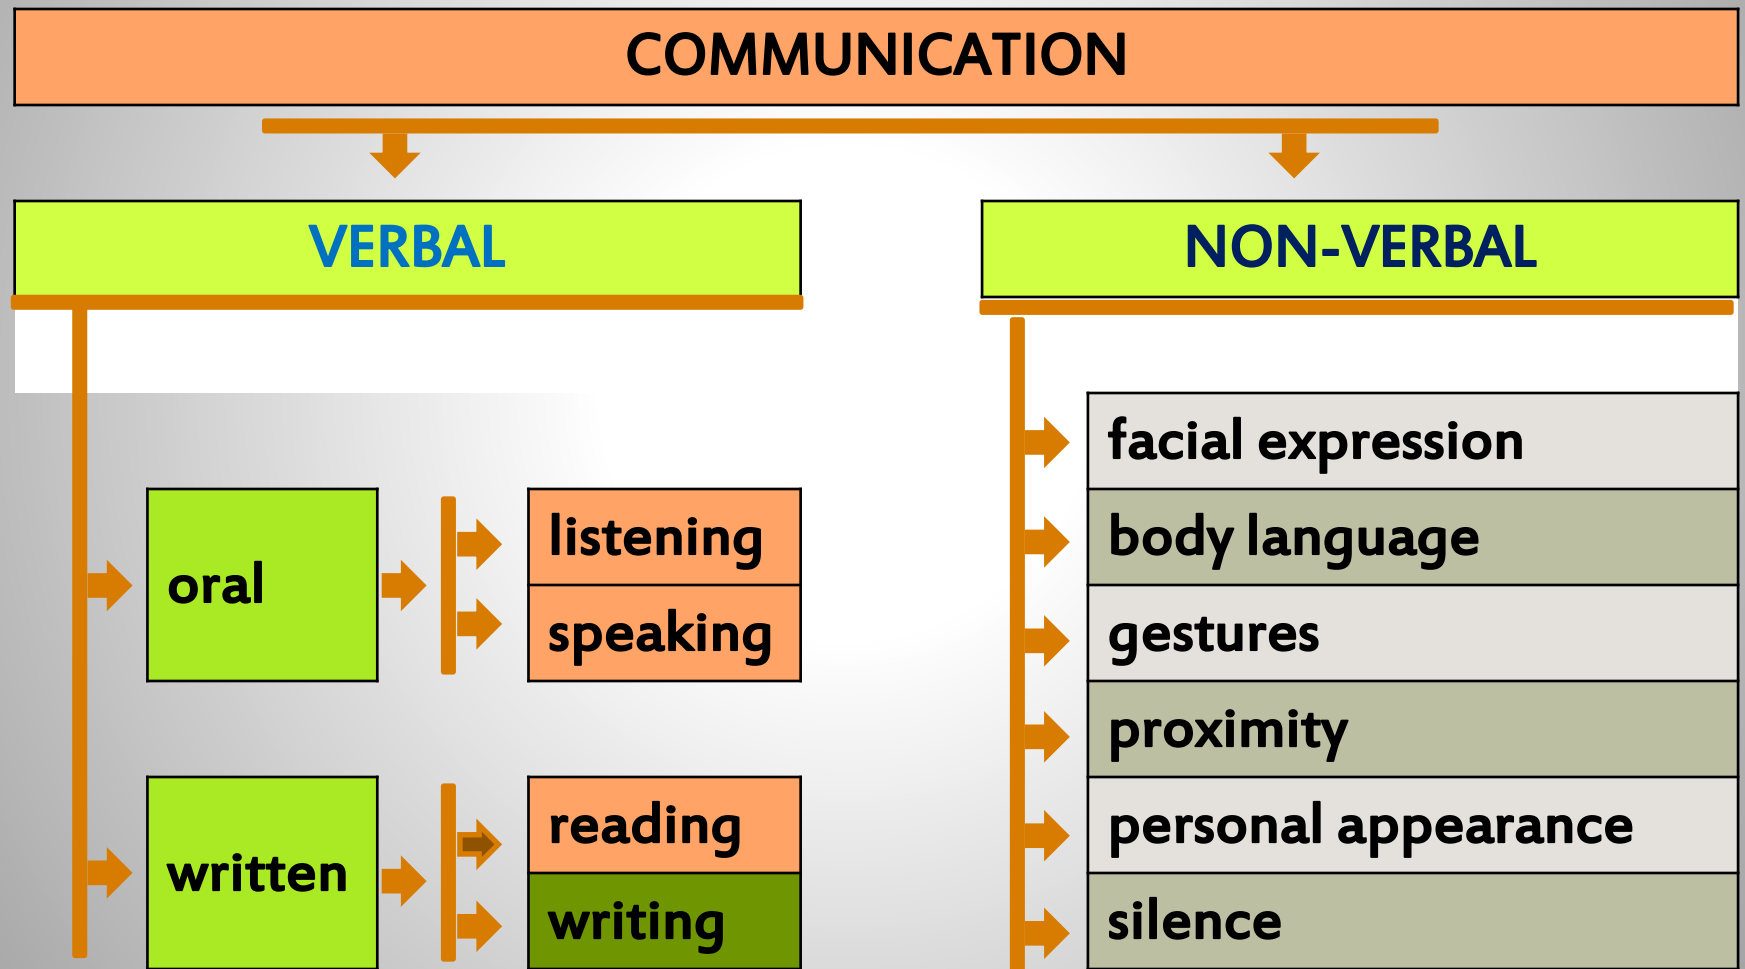 COMMUNICATION
VERBAL
NON-VERBAL
oral
listening
speaking
written
reading
writing
facial expression
body language
gestures
proximity
personal appearance
silence